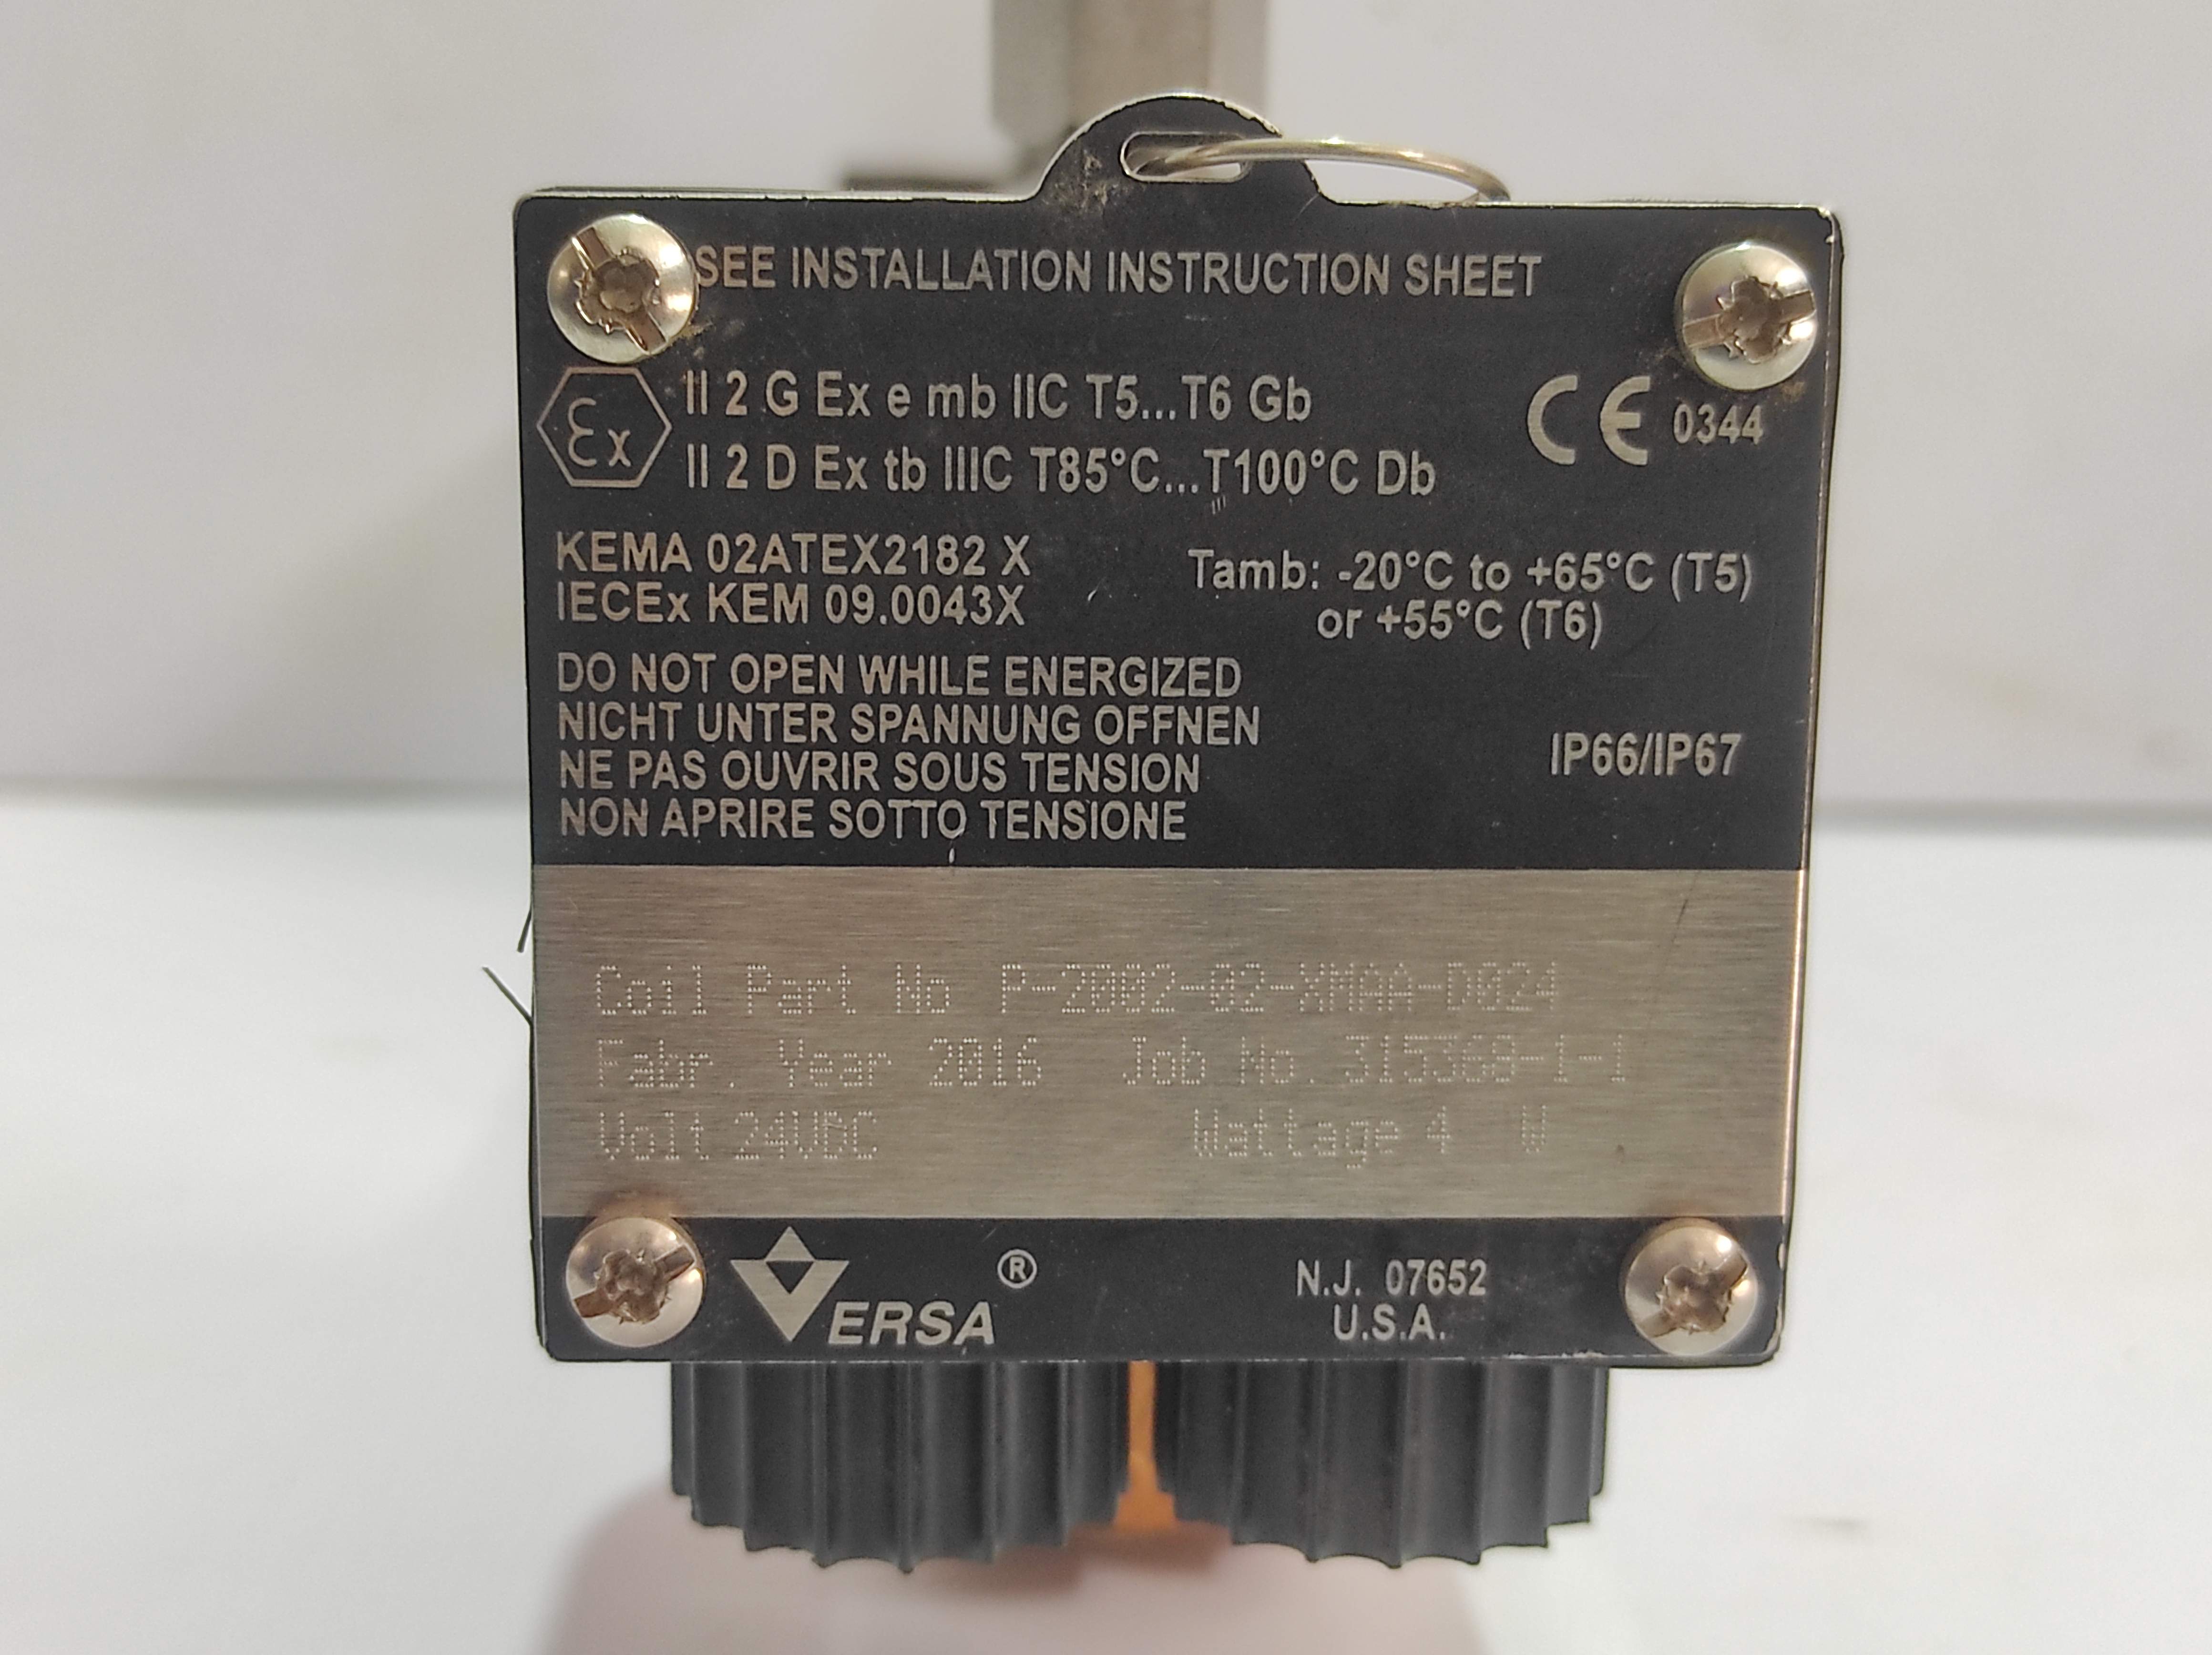 SEE INSTALLATION INSTRUCTION SHEET
Ex II 2 G Ex e mb IIC T5...T6 Gb
II 2 D Ex tb IIIC T85°C...T100°C Db
CE 0344
KEMA 02ATEX2182 X
IECEx KEM 09.0043X
Tamb: -20°C to +65°C (T5)
or +55°C (T6)
DO NOT OPEN WHILE ENERGIZED
NICHT UNTER SPANNUNG OFFNEN
NE PAS OUVRIR SOUS TENSION
NON APRIRE SOTTO TENSIONE
IP66/IP67
Coil Part No P-2002-02-XMAA-D024
Fabr. Year 2016 Job No. 315368-1-1
Volt 24VDC Wattage 4 W
VERSA ®
N.J. 07652
U.S.A.